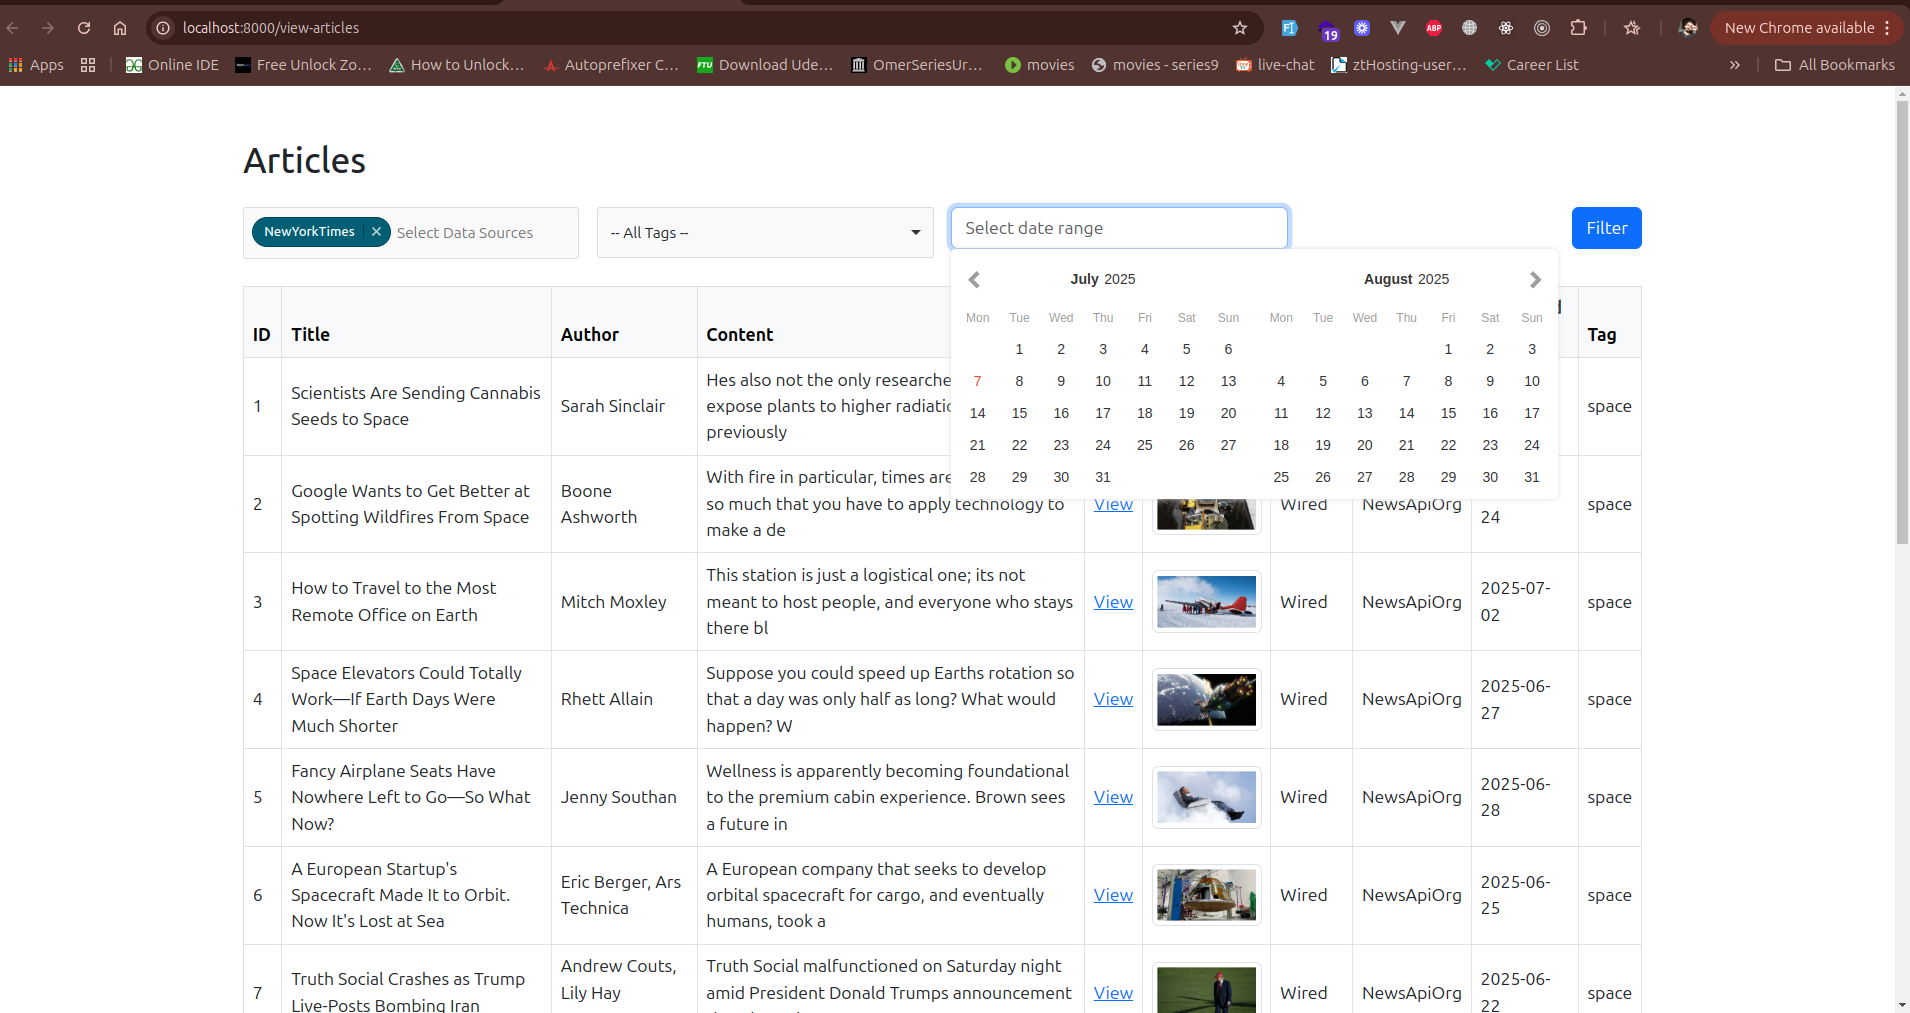 localhost:8000/view-articles
19
ABP
New Chrome available
Apps
Online IDE
Free Unlock Zo...
How to Unlock...
Autoprefixer C...
FTU
Download Ude...
OmerSeriesUr...
movies
movies - series9
live-chat
ztHosting-user...
Career List
All Bookmarks
Articles
NewYorkTimes
Select Data Sources
-- All Tags --
Select date range
Filter
July 2025
August 2025
Mon Tue Wed Thu Fri Sat Sun
Mon Tue Wed Thu Fri Sat Sun
1 2 3 4 5 6
1 2 3
7 8 9 10 11 12 13
4 5 6 7 8 9 10
14 15 16 17 18 19 20
11 12 13 14 15 16 17
21 22 23 24 25 26 27
18 19 20 21 22 23 24
28 29 30 31
25 26 27 28 29 30 31
ID Title Author Content Tag
1
Scientists Are Sending Cannabis
Seeds to Space
Sarah Sinclair
Hes also not the only researche
expose plants to higher radiatio
previously
space
2
Google Wants to Get Better at
Spotting Wildfires From Space
Boone
Ashworth
With fire in particular, times are
so much that you have to apply technology to
make a de
View
Wired
NewsApiOrg
24
space
3
How to Travel to the Most
Remote Office on Earth
Mitch Moxley
This station is just a logistical one; its not
meant to host people, and everyone who stays
there bl
View
Wired
NewsApiOrg
2025-07-
02
space
4
Space Elevators Could Totally
Work—If Earth Days Were
Much Shorter
Rhett Allain
Suppose you could speed up Earths rotation so
that a day was only half as long? What would
happen? W
View
Wired
NewsApiOrg
2025-06-
27
space
5
Fancy Airplane Seats Have
Nowhere Left to Go—So What
Now?
Jenny Southan
Wellness is apparently becoming foundational
to the premium cabin experience. Brown sees
a future in
View
Wired
NewsApiOrg
2025-06-
28
space
6
A European Startup's
Spacecraft Made It to Orbit.
Now It's Lost at Sea
Eric Berger, Ars
Technica
A European company that seeks to develop
orbital spacecraft for cargo, and eventually
humans, took a
View
Wired
NewsApiOrg
2025-06-
25
space
7
Truth Social Crashes as Trump
Live-Posts Bombing Iran
Andrew Couts,
Lily Hay
Truth Social malfunctioned on Saturday night
amid President Donald Trumps announcement
View
Wired
NewsApiOrg
2025-06-
22
space